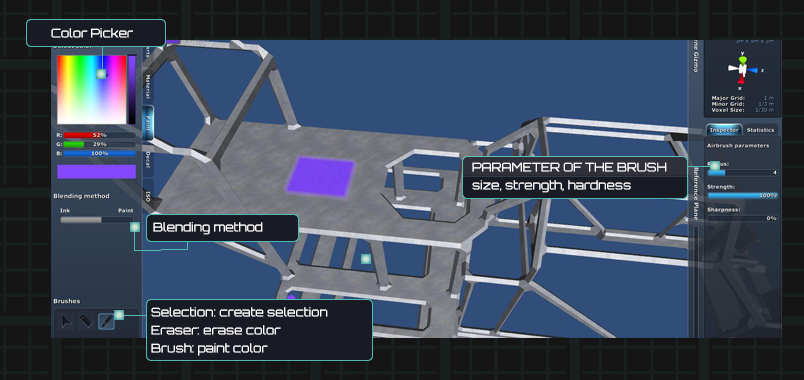 Color Picker
Material
Paint
Decal
ISO
R: 52%
G: 29%
B: 100%
Blending method
Ink Paint
Blending method
Brushes
Selection: create selection
Eraser: erase color
Brush: paint color
PARAMETER OF THE BRUSH
size, strength, hardness
Reference Plane
Gizmo
Y
Z
X
Major Grid: 1 m
Minor Grid: 1/3 m
Voxel Size: 1/30 m
Inspector Statistics
Airbrush parameters
4
Strength:
100%
Sharpness:
0%